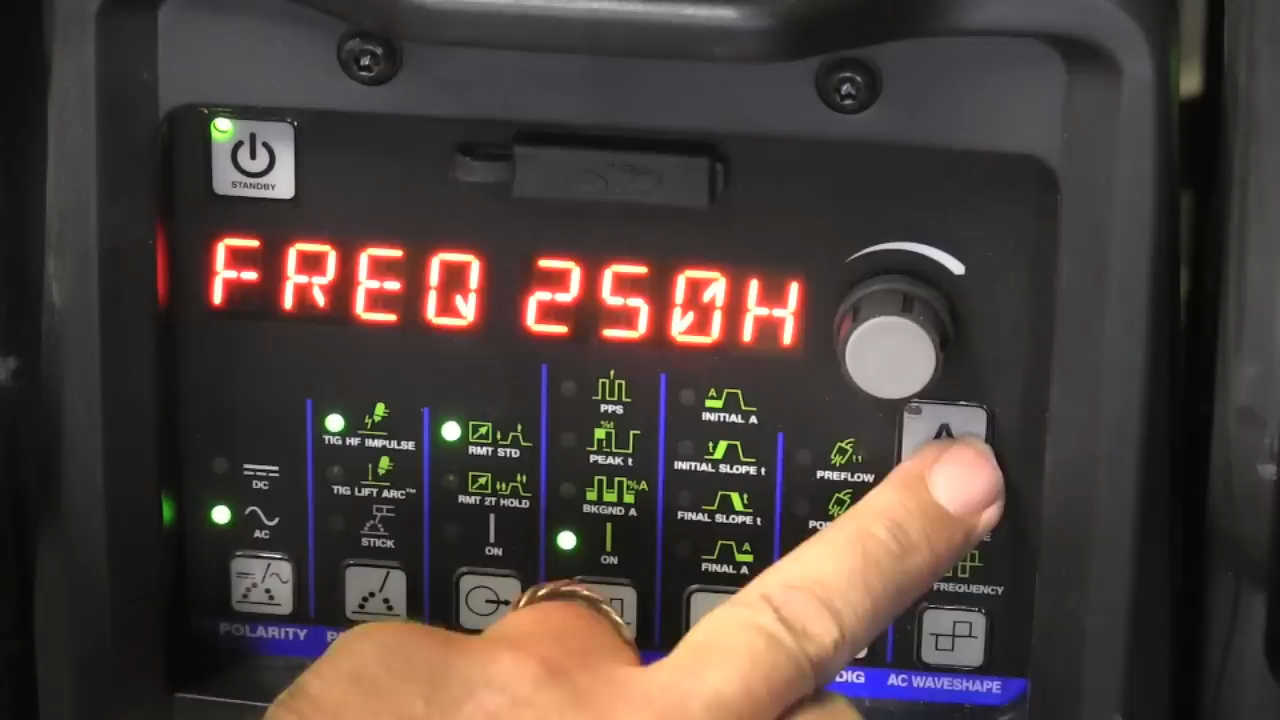 STANDBY
FREQ 250H
PPS
INITIAL A
TIG HF IMPULSE
RMT STD
%t
PEAK t
t
INITIAL SLOPE t
PREFLOW
DC
TIG LIFT ARC™
RMT 2T HOLD
%A
BKGND A
t
FINAL SLOPE t
AC
STICK
ON
ON
A
FINAL A
FREQUENCY
POLARITY
DIG
AC WAVESHAPE